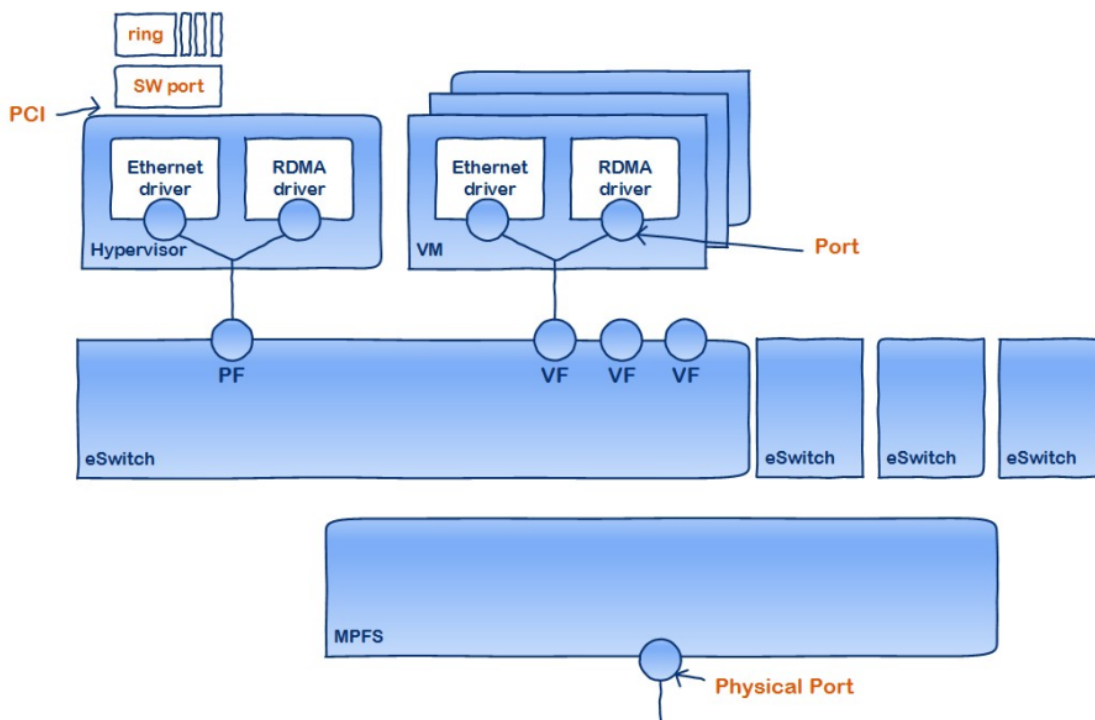 ring
SW port
PCI
Ethernet
driver
RDMA
driver
Hypervisor
Ethernet
driver
RDMA
driver
VM
Port
PF
VF
VF
VF
eSwitch
eSwitch
eSwitch
eSwitch
MPFS
Physical Port